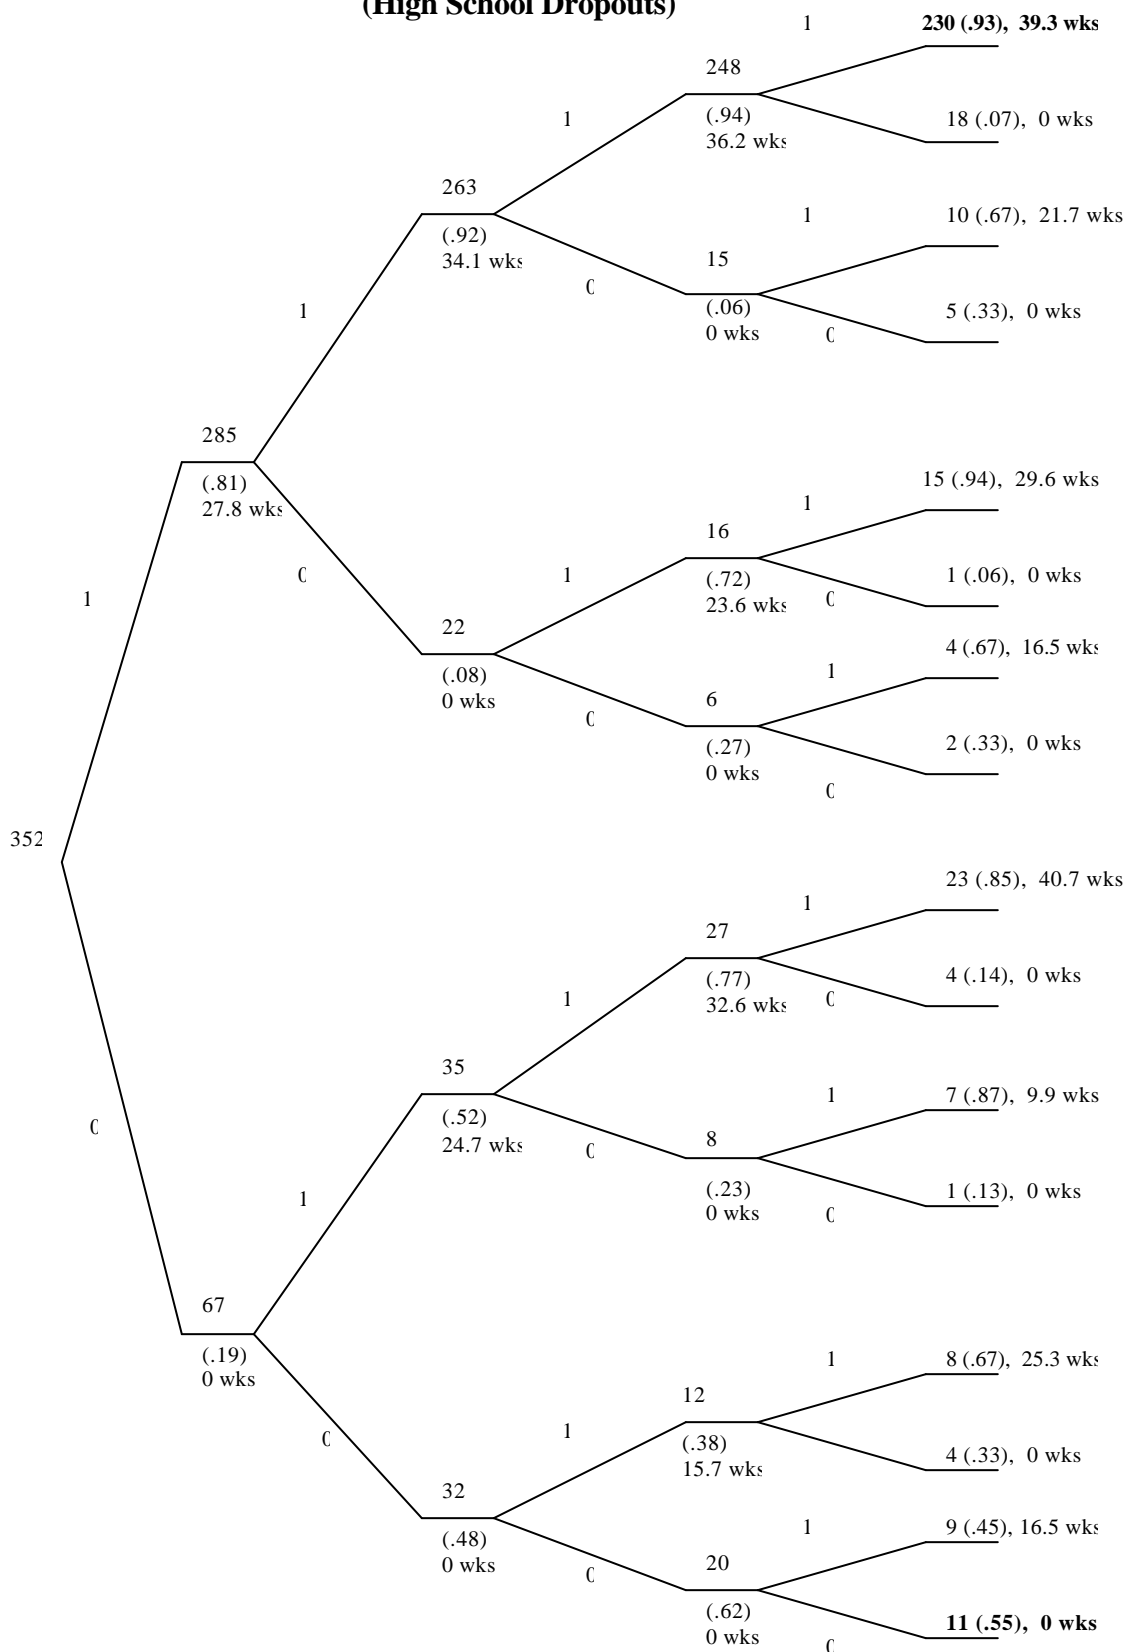 (High School Dropouts)
1
230 (.93), 39.3 wks
248
(.94)
36.2 wks
18 (.07), 0 wks
1
263
(.92)
34.1 wks
1
10 (.67), 21.7 wks
15
(.06)
0 wks
0
5 (.33), 0 wks
0
1
285
(.81)
27.8 wks
15 (.94), 29.6 wks
1
16
(.72)
23.6 wks
0
1 (.06), 0 wks
1
0
1
22
(.08)
0 wks
4 (.67), 16.5 wks
1
6
(.27)
0 wks
0
2 (.33), 0 wks
0
352
23 (.85), 40.7 wks
1
27
(.77)
32.6 wks
4 (.14), 0 wks
0
1
35
(.52)
24.7 wks
1
7 (.87), 9.9 wks
8
(.23)
0 wks
0
1 (.13), 0 wks
0
0
1
67
(.19)
0 wks
1
8 (.67), 25.3 wks
12
(.38)
15.7 wks
4 (.33), 0 wks
1
0
32
(.48)
0 wks
1
9 (.45), 16.5 wks
20
(.62)
0 wks
0
11 (.55), 0 wks
0